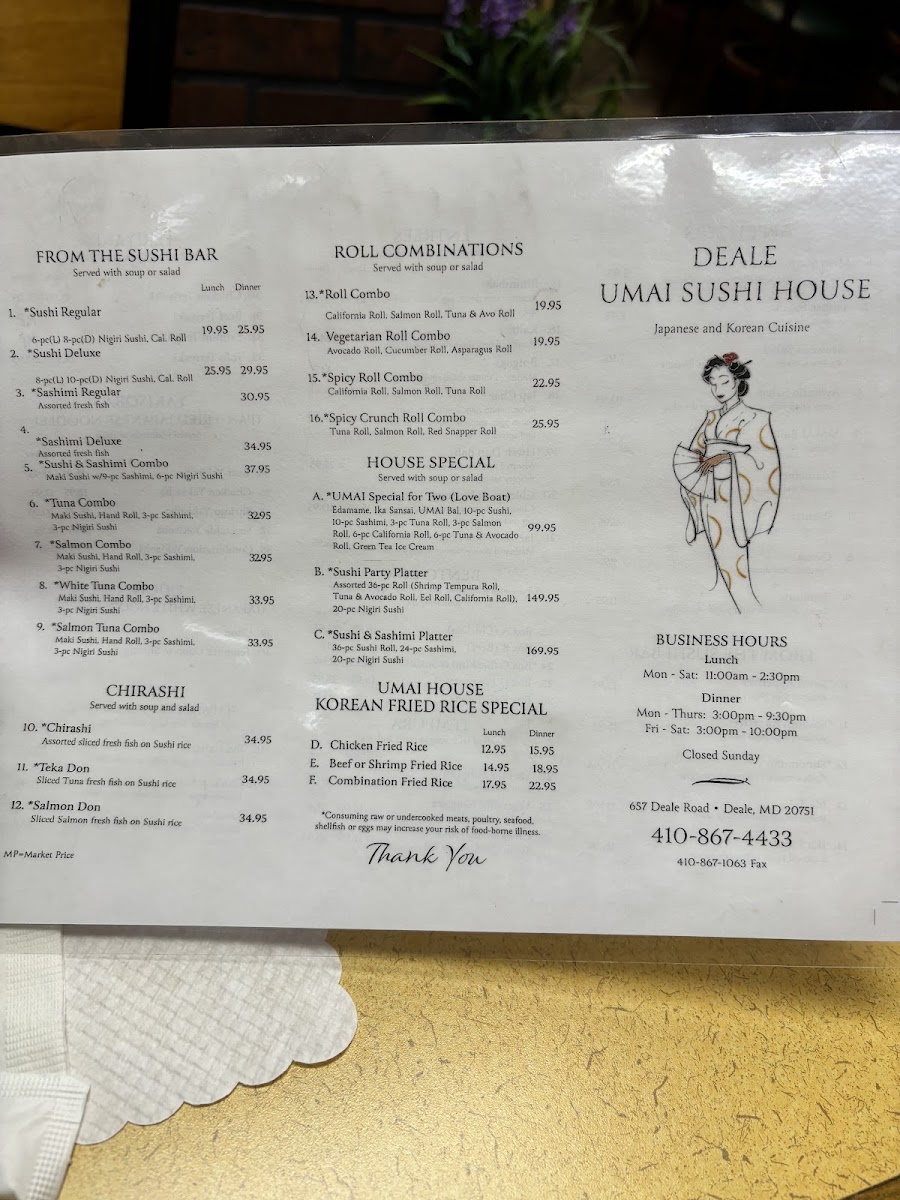 FROM THE SUSHI BAR
Served with soup or salad
Lunch Dinner
1. *Sushi Regular
6-pc(L) 8-pc(D) Nigiri Sushi, Cal. Roll 19.95 25.95
2. *Sushi Deluxe
8-pc(L) 10-pc(D) Nigiri Sushi, Cal. Roll 25.95 29.95
3. *Sashimi Regular 30.95
Assorted fresh fish
4.
*Sashimi Deluxe 34.95
Assorted fresh fish
5. *Sushi & Sashimi Combo 37.95
Maki Sushi w/9-pc Sashimi, 6-pc Nigiri Sushi
6. *Tuna Combo
Maki Sushi, Hand Roll, 3-pc Sashimi, 32.95
3-pc Nigiri Sushi
7. *Salmon Combo
Maki Sushi, Hand Roll, 3-pc Sashimi, 32.95
3-pc Nigiri Sushi
8. *White Tuna Combo
Maki Sushi, Hand Roll, 3-pc Sashimi, 33.95
3-pc Nigiri Sushi
9. *Salmon Tuna Combo
Maki Sushi, Hand Roll, 3-pc Sashimi, 33.95
3-pc Nigiri Sushi
CHIRASHI
Served with soup and salad
10. *Chirashi
Assorted sliced fresh fish on Sushi rice 34.95
11. *Teka Don
Sliced Tuna fresh fish on Sushi rice 34.95
12. *Salmon Don
Sliced Salmon fresh fish on Sushi rice 34.95
MP=Market Price
ROLL COMBINATIONS
Served with soup or salad
13.*Roll Combo
California Roll, Salmon Roll, Tuna & Avo Roll 19.95
14. Vegetarian Roll Combo 19.95
Avocado Roll, Cucumber Roll, Asparagus Roll
15.*Spicy Roll Combo 22.95
California Roll, Salmon Roll, Tuna Roll
16.*Spicy Crunch Roll Combo 25.95
Tuna Roll, Salmon Roll, Red Snapper Roll
HOUSE SPECIAL
Served with soup or salad
A. *UMAI Special for Two (Love Boat)
Edamame, Ika Sansai, UMAI Bal, 10-pc Sushi,
10-pc Sashimi, 3-pc Tuna Roll, 3-pc Salmon 99.95
Roll, 6-pc California Roll, 6-pc Tuna & Avocado
Roll, Green Tea Ice Cream
B. *Sushi Party Platter
Assorted 36-pc Roll (Shrimp Tempura Roll,
Tuna & Avocado Roll, Eel Roll, California Roll), 149.95
20-pc Nigiri Sushi
C. *Sushi & Sashimi Platter
36-pc Sushi Roll, 24-pc Sashimi, 169.95
20-pc Nigiri Sushi
UMAI HOUSE
KOREAN FRIED RICE SPECIAL
Lunch Dinner
D. Chicken Fried Rice 12.95 15.95
E. Beef or Shrimp Fried Rice 14.95 18.95
F. Combination Fried Rice 17.95 22.95
*Consuming raw or undercooked meats, poultry, seafood,
shellfish or eggs may increase your risk of food-borne illness.
Thank You
DEALE
UMAI SUSHI HOUSE
Japanese and Korean Cuisine
BUSINESS HOURS
Lunch
Mon - Sat: 11:00am - 2:30pm
Dinner
Mon - Thurs: 3:00pm - 9:30pm
Fri - Sat: 3:00pm - 10:00pm
Closed Sunday
657 Deale Road • Deale, MD 20751
410-867-4433
410-867-1063 Fax